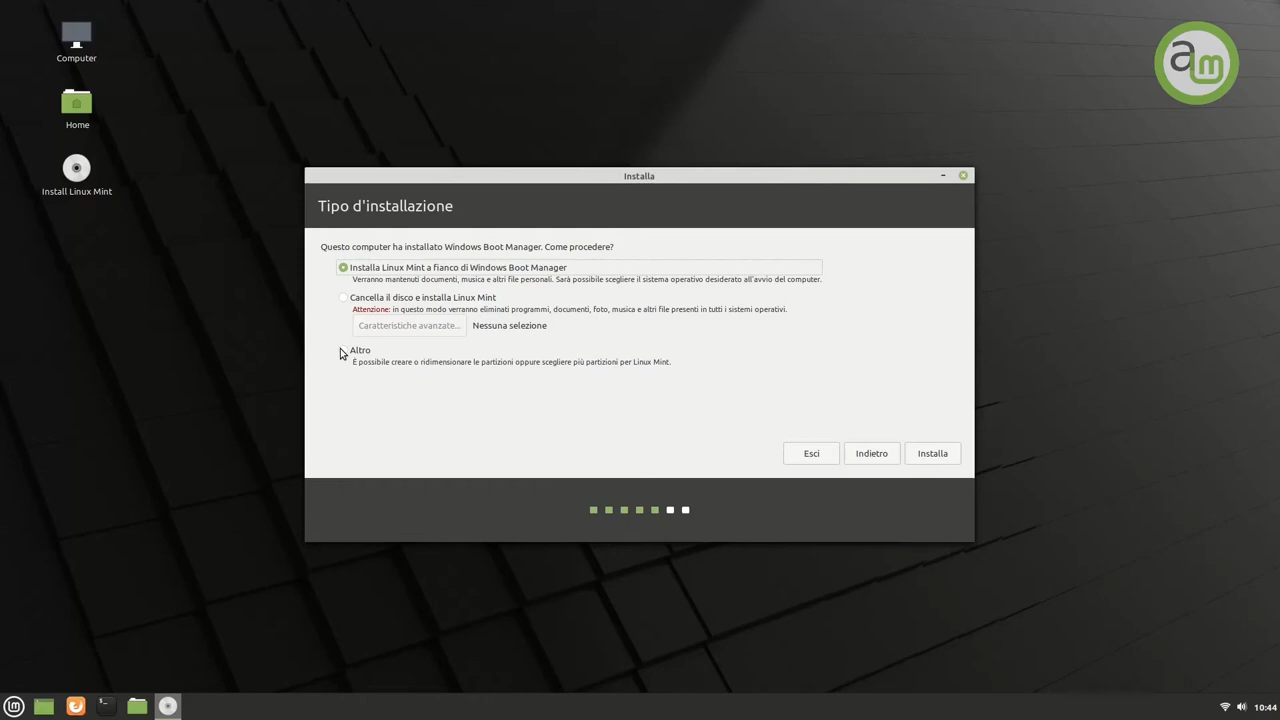 Computer
Home
Install Linux Mint
Installa
Tipo d'installazione
Questo computer ha installato Windows Boot Manager. Come procedere?
Installa Linux Mint a fianco di Windows Boot Manager
Verranno mantenuti documenti, musica e altri file personali. Sarà possibile scegliere il sistema operativo desiderato all'avvio del computer.
Cancella il disco e installa Linux Mint
Attenzione: in questo modo verranno eliminati programmi, documenti, foto, musica e altri file presenti in tutti i sistemi operativi.
Caratteristiche avanzate... Nessuna selezione
Altro
È possibile creare o ridimensionare le partizioni oppure scegliere più partizioni per Linux Mint.
Esci Indietro Installa
10:44